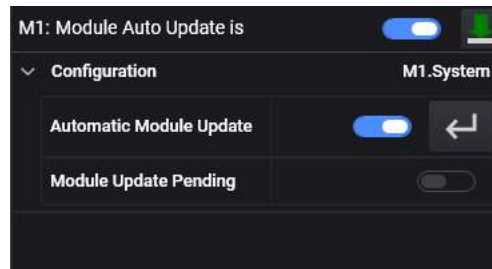 M1: Module Auto Update is
Configuration M1.System
Automatic Module Update
Module Update Pending